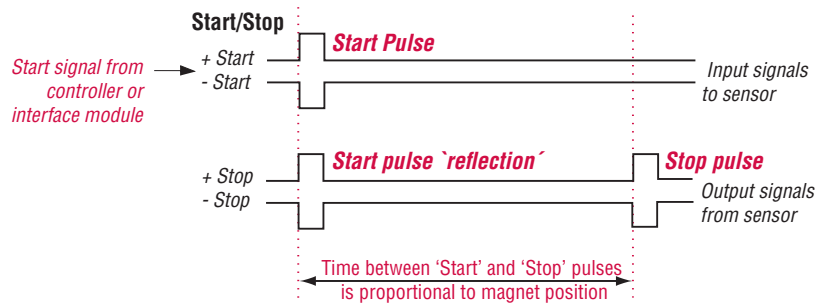 Start/Stop
Start signal from
controller or
interface module
+ Start
- Start
Start Pulse
Input signals
to sensor
+ Stop
- Stop
Start pulse `reflection´
Stop pulse
Output signals
from sensor
Time between ‘Start’ and ‘Stop’ pulses
is proportional to magnet position